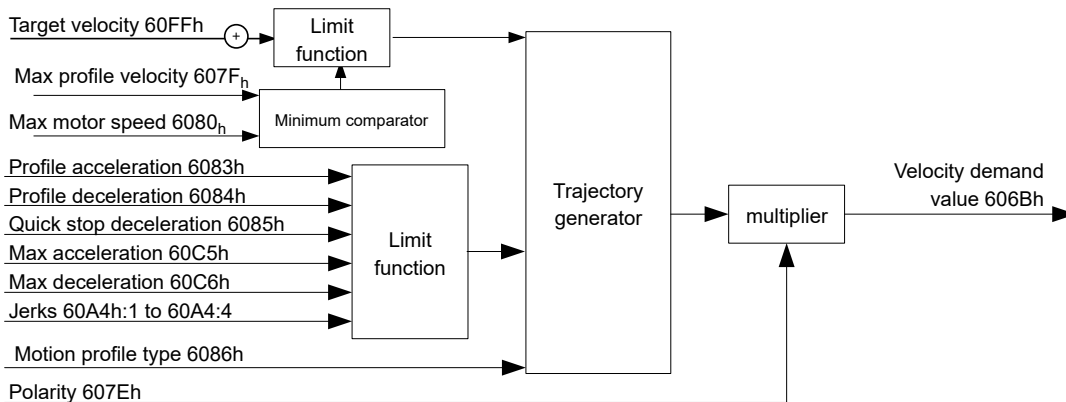 Target velocity 60FFh
+
Limit
function
Max profile velocity 607Fh
Minimum comparator
Max motor speed 6080h
Profile acceleration 6083h
Profile deceleration 6084h
Quick stop deceleration 6085h
Max acceleration 60C5h
Max deceleration 60C6h
Jerks 60A4h:1 to 60A4:4
Limit
function
Motion profile type 6086h
Polarity 607Eh
Trajectory
generator
multiplier
Velocity demand
value 606Bh